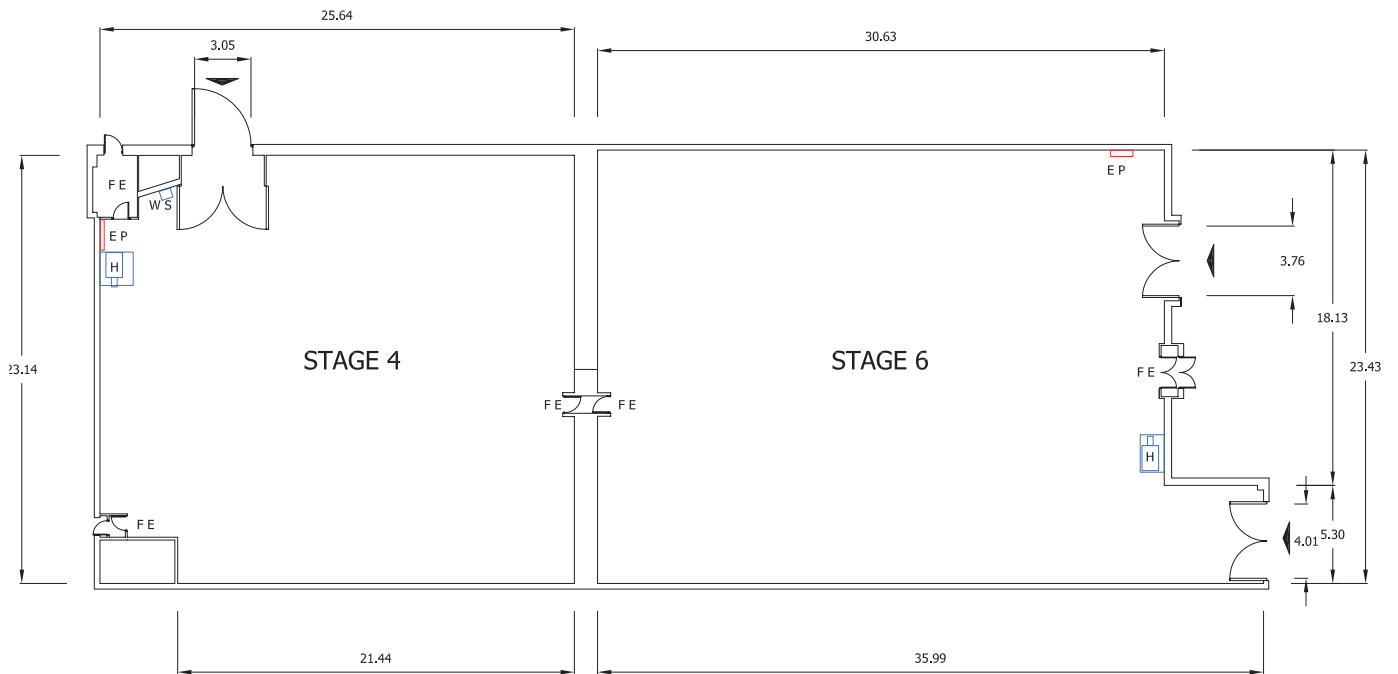 25.64
30.63
3.05
F E
W S
E P
H
E P
3.76
18.13
STAGE 4
STAGE 6
23.14
23.43
F E
F E
F E
H
F E
4.01
5.30
21.44
35.99